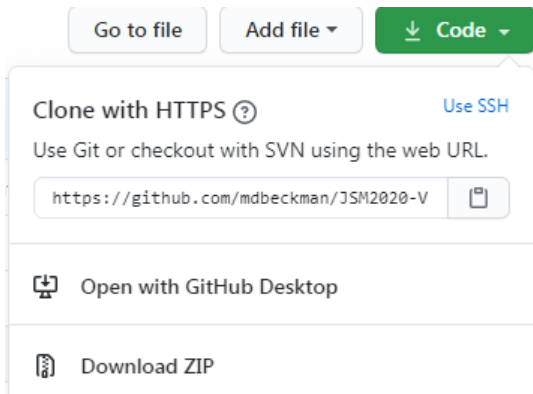 Go to file Add file Code
Clone with HTTPS Use SSH
Use Git or checkout with SVN using the web URL.
https://github.com/mdbeckman/JSM2020-V
Open with GitHub Desktop
Download ZIP